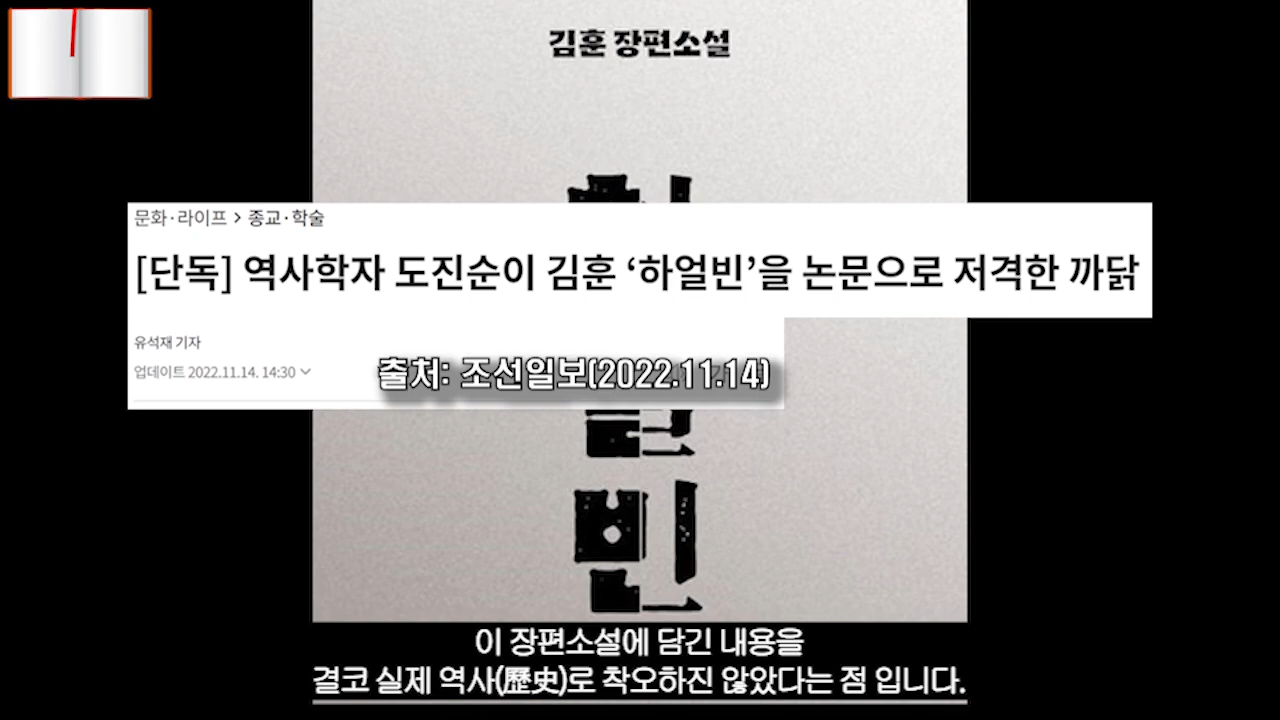 김훈 장편소설
문화·라이프 > 종교·학술
[단독] 역사학자 도진순이 김훈 ‘하얼빈’을 논문으로 저격한 까닭
유석재 기자
업데이트 2022.11.14. 14:30
출처: 조선일보(2022.11.14)
빈
이 장편소설에 담긴 내용을
결코 실제 역사(歷史)로 착오하진 않았다는 점 입니다.